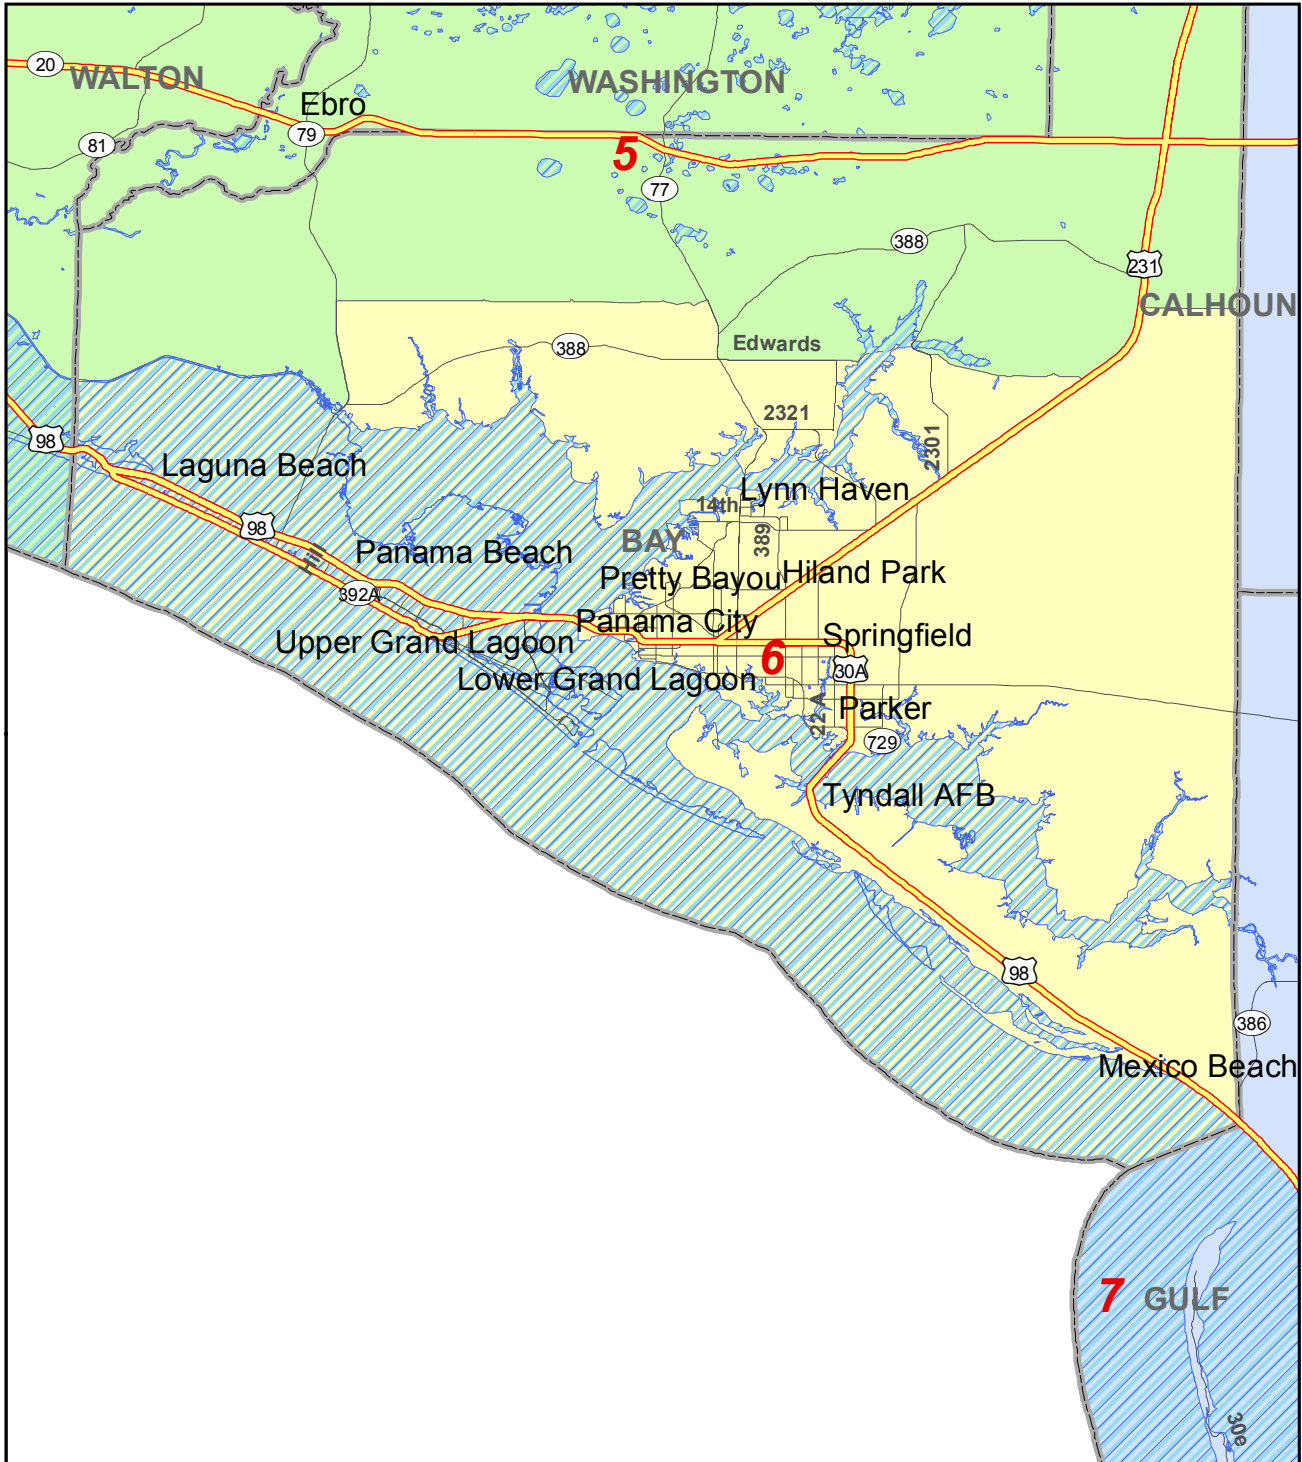 20
WALTON
WASHINGTON
Ebro
79
81
5
77
388
231
CALHOUN
Edwards
388
2321
98
2301
Laguna Beach
Lynn Haven
14th
98
389
BAY
Panama Beach
Hill
Pretty Bayou
Hiland Park
392A
Panama City
Upper Grand Lagoon
Springfield
6
30A
Lower Grand Lagoon
22 A
Parker
729
Tyndall AFB
98
386
Mexico Beach
7
GULF
30e